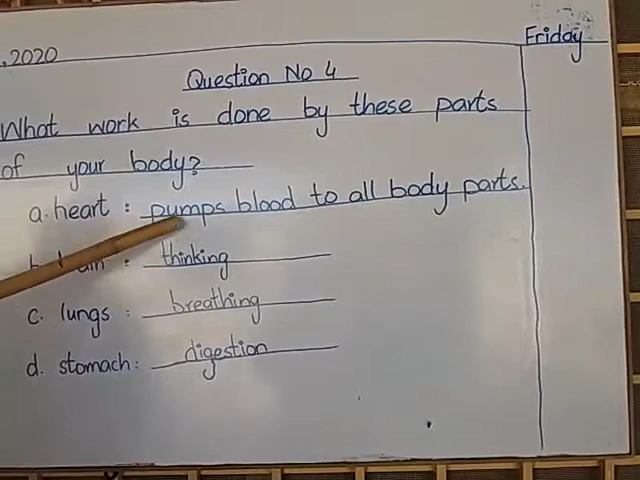 ,2020
Friday
Question No 4
What work is done by these parts
of your body?
a. heart : pumps blood to all body parts.
b. : thinking
c. lungs : breathing
d. stomach: digestion